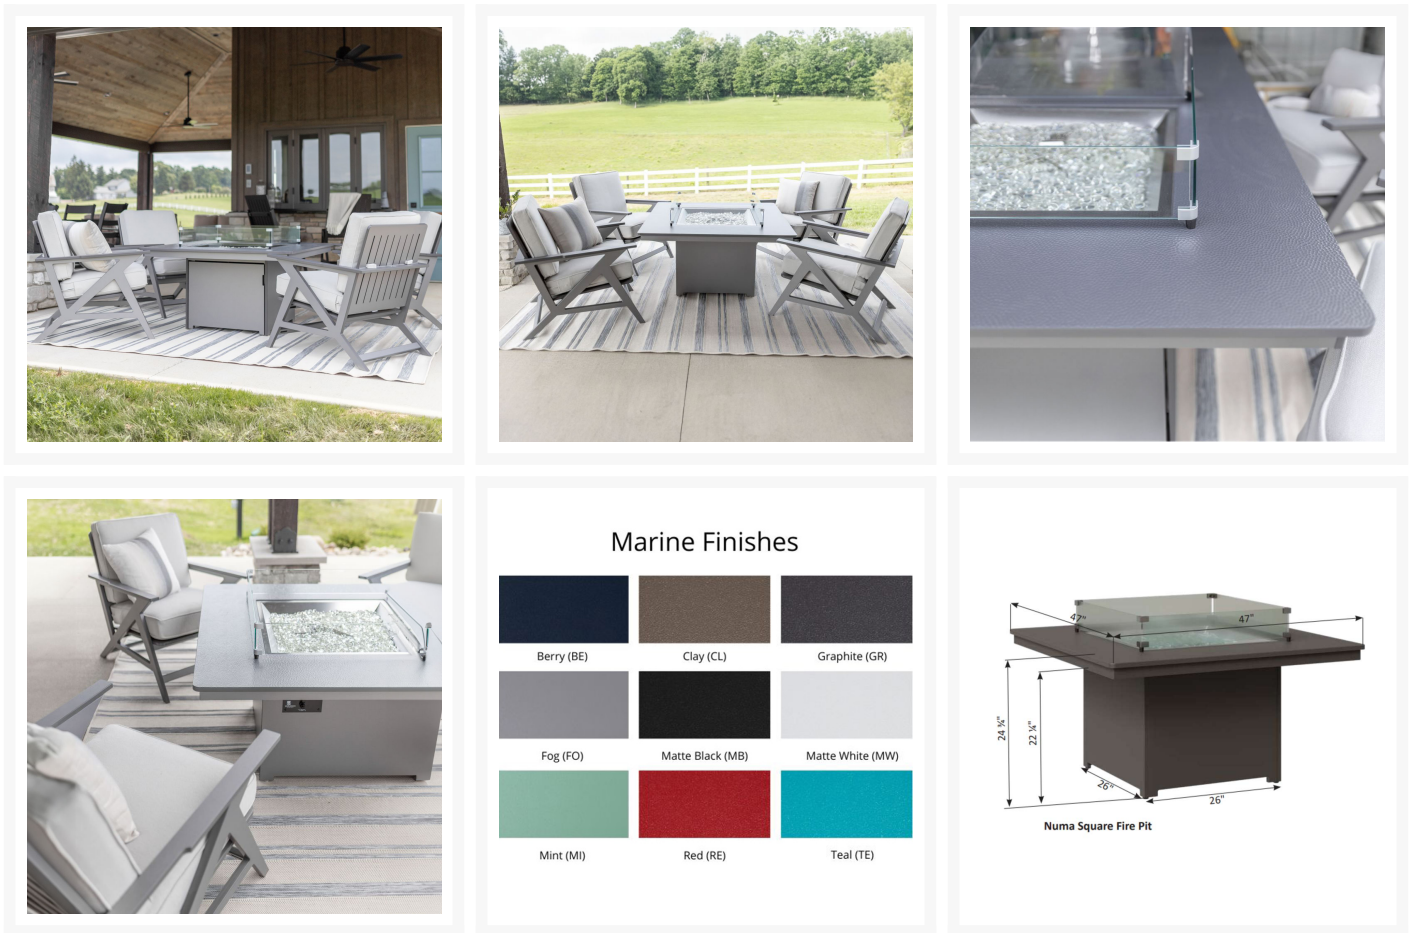 Marine Finishes
Berry (BE)
Clay (CL)
Graphite (GR)
Fog (FO)
Matte Black (MB)
Matte White (MW)
Mint (MI)
Red (RE)
Teal (TE)
47"
47"
24 ¾"
22 ¼"
26"
26"
Numa Square Fire Pit